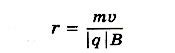 r = mv / |q|B